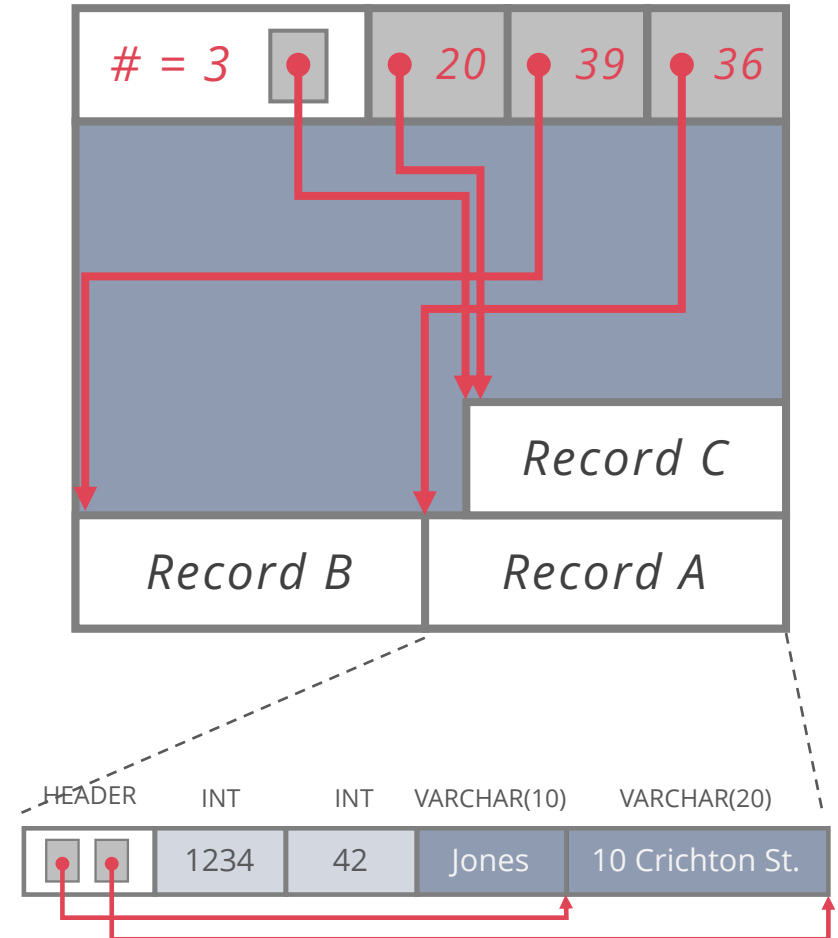 # = 3 20 39 36
Record C
Record B Record A
HEADER INT INT VARCHAR(10) VARCHAR(20)
1234 42 Jones 10 Crichton St.